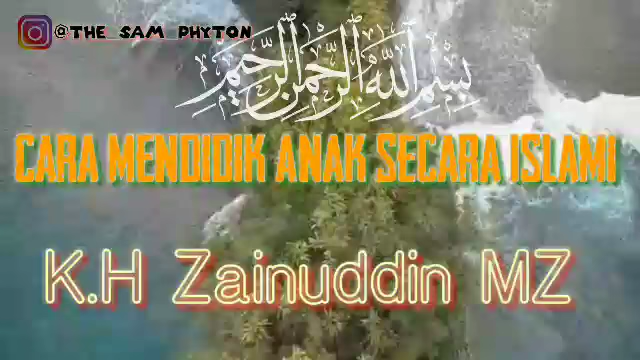 @THE_SAM_PHYTON
بِسْمِ اللَّهِ الرَّحْمَٰنِ الرَّحِيمِ
CARA MENDIDIK ANAK SECARA ISLAMI
K.H Zainuddin MZ